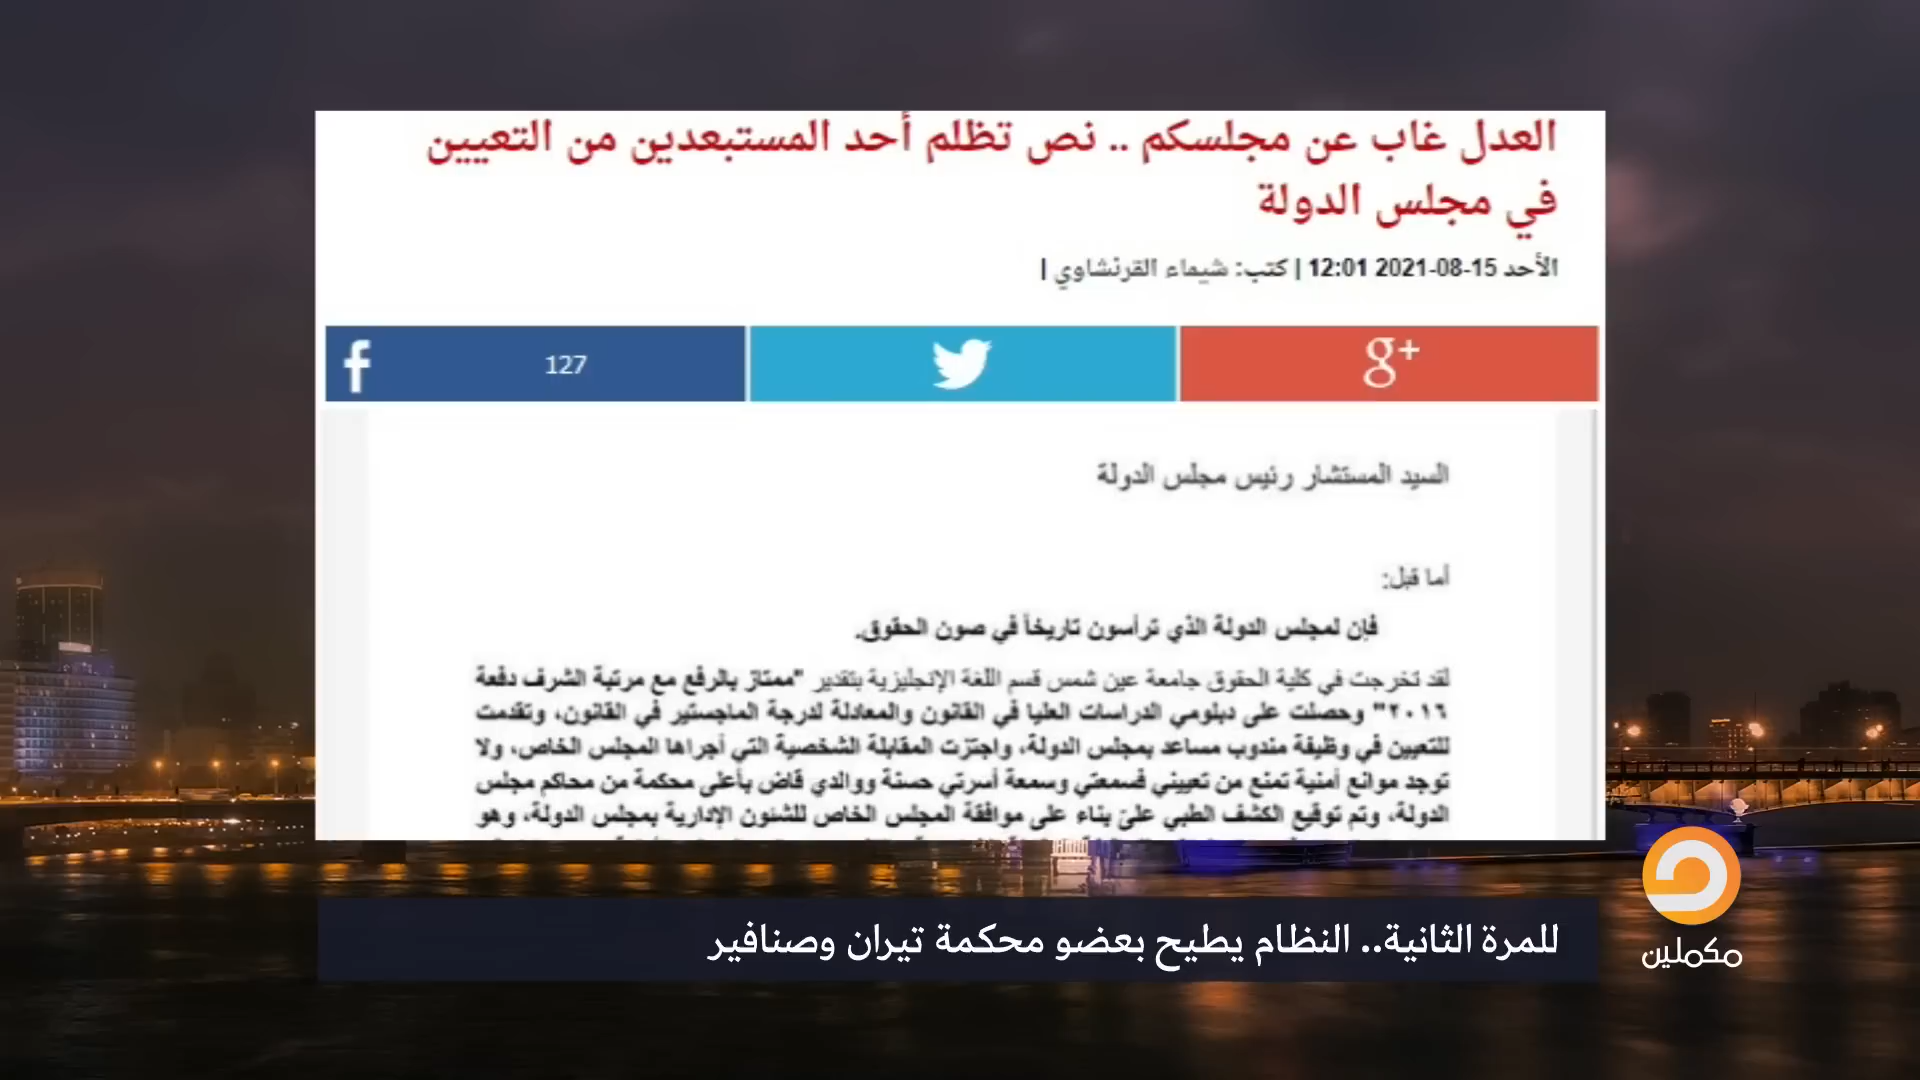 العدل غاب عن مجلسكم .. نص تظلم أحد المستبعدين من التعيين
في مجلس الدولة
الأحد 15-08-2021 12:01 | كتب: شيماء القرنشاوي |
127
g+
السيد المستشار رئيس مجلس الدولة
أما قبل:
فإن لمجلس الدولة الذي ترأسون تاريخاً في صون الحقوق.
لقد تخرجت في كلية الحقوق جامعة عين شمس قسم اللغة الإنجليزية بتقدير "ممتاز بالرفع مع مرتبة الشرف دفعة
٢٠١٦" وحصلت على دبلومي الدراسات العليا في القانون والمعادلة لدرجة الماجستير في القانون، وتقدمت
للتعيين في وظيفة مندوب مساعد بمجلس الدولة، واجتزت المقابلة الشخصية التي أجراها المجلس الخاص، ولا
توجد موانع أمنية تمنع من تعييني فسمعتي وسمعة أسرتي حسنة ووالدي قاض بأعلى محكمة من محاكم مجلس
الدولة، وتم توقيع الكشف الطبي عليّ بناء على موافقة المجلس الخاص للشئون الإدارية بمجلس الدولة، وهو
للمرة الثانية.. النظام يطيح بعضو محكمة تيران وصنافير
مكملين